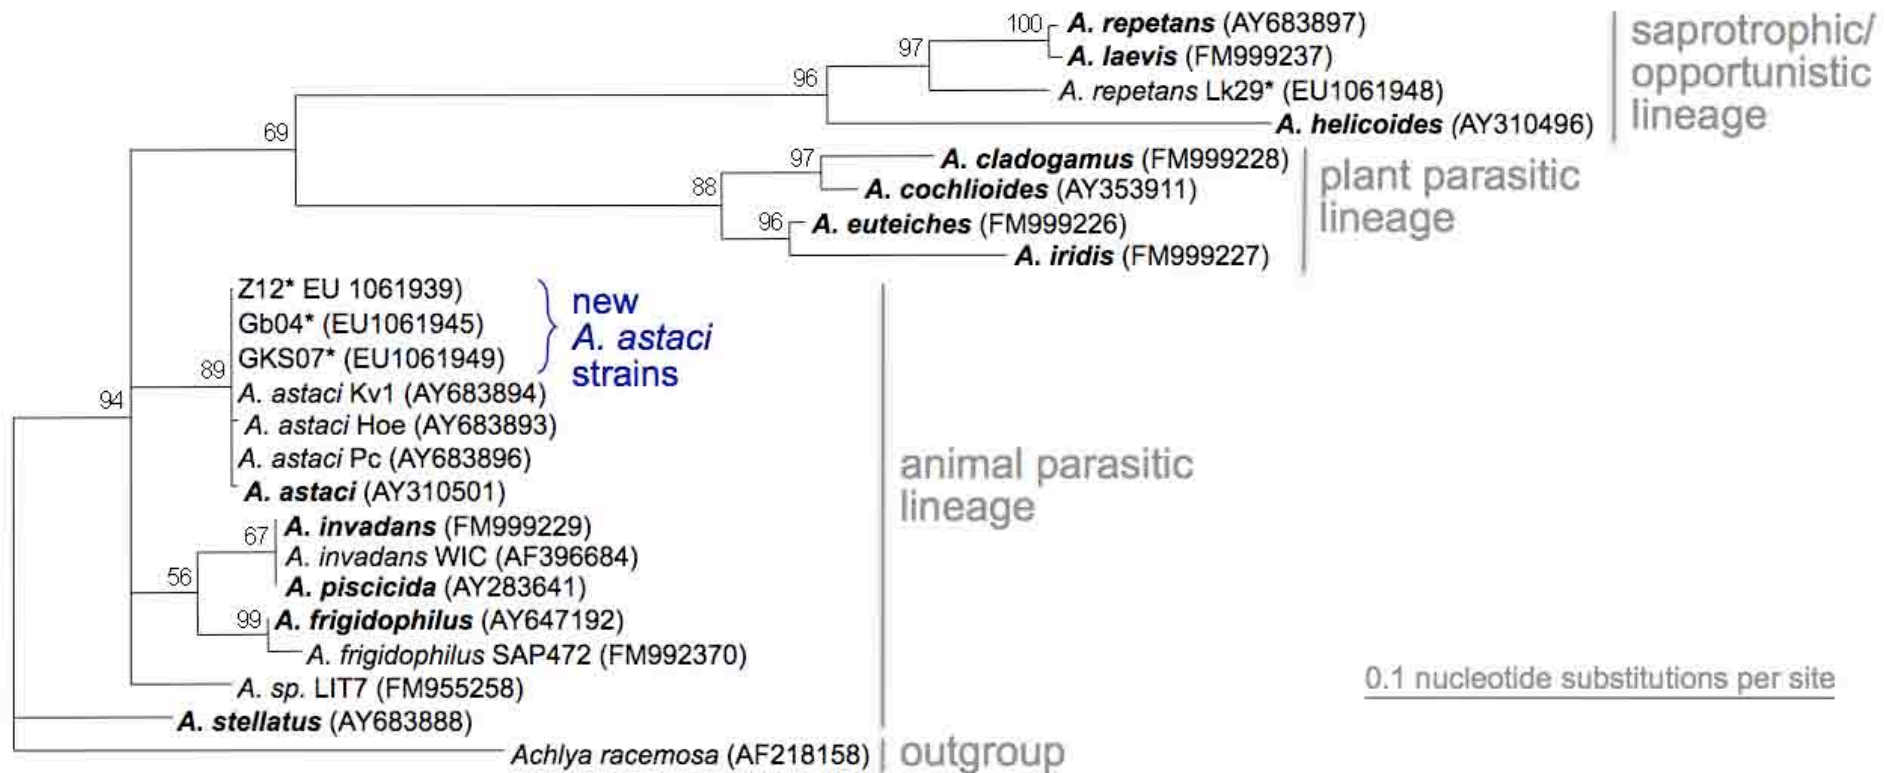 100
A. repetans (AY683897)
97
A. laevis (FM999237)
96
A. repetans Lk29* (EU1061948)
A. helicoides (AY310496)
saprotrophic/
opportunistic
lineage
69
97
A. cladogamus (FM999228)
88
A. cochlioides (AY353911)
96
A. euteiches (FM999226)
A. iridis (FM999227)
plant parasitic
lineage
Z12* EU 1061939)
Gb04* (EU1061945)
GKS07* (EU1061949)
new
A. astaci
strains
89
A. astaci Kv1 (AY683894)
94
A. astaci Hoe (AY683893)
A. astaci Pc (AY683896)
A. astaci (AY310501)
animal parasitic
lineage
67
A. invadans (FM999229)
A. invadans WIC (AF396684)
56
A. piscicida (AY283641)
99
A. frigidophilus (AY647192)
A. frigidophilus SAP472 (FM992370)
A. sp. LIT7 (FM955258)
A. stellatus (AY683888)
Achlya racemosa (AF218158)
outgroup
0.1 nucleotide substitutions per site